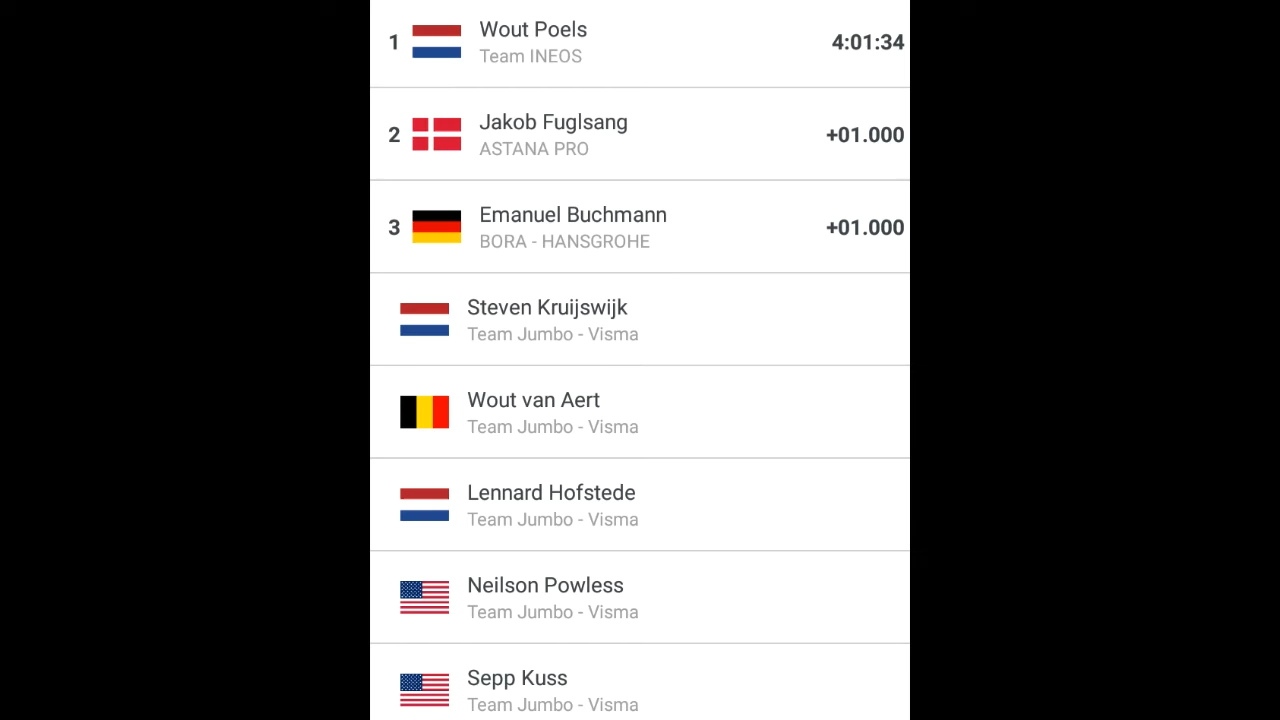 1
Wout Poels
Team INEOS
4:01:34
2
Jakob Fuglsang
ASTANA PRO
+01.000
3
Emanuel Buchmann
BORA - HANSGROHE
+01.000
Steven Kruijswijk
Team Jumbo - Visma
Wout van Aert
Team Jumbo - Visma
Lennard Hofstede
Team Jumbo - Visma
Neilson Powless
Team Jumbo - Visma
Sepp Kuss
Team Jumbo - Visma